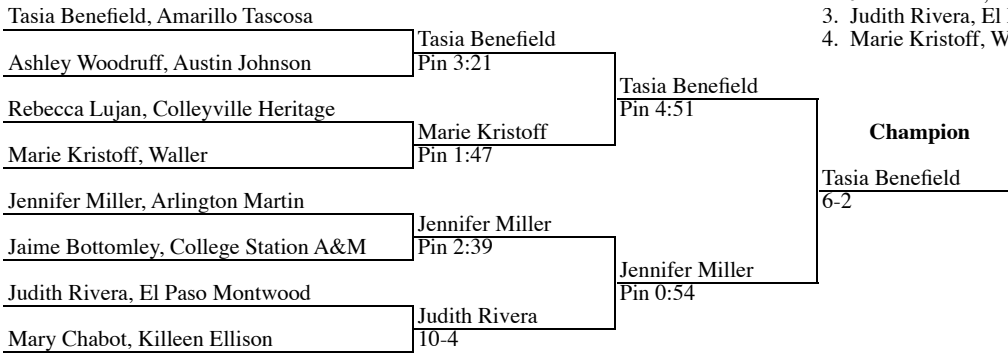 Tasia Benefield, Amarillo Tascosa
Ashley Woodruff, Austin Johnson
Rebecca Lujan, Colleyville Heritage
Marie Kristoff, Waller
Jennifer Miller, Arlington Martin
Jaime Bottomley, College Station A&M
Judith Rivera, El Paso Montwood
Mary Chabot, Killeen Ellison
Tasia Benefield
Pin 3:21
Marie Kristoff
Pin 1:47
Jennifer Miller
Pin 2:39
Judith Rivera
10-4
Tasia Benefield
Pin 4:51
Jennifer Miller
Pin 0:54
3. Judith Rivera, El
4. Marie Kristoff, W
Champion
Tasia Benefield
6-2